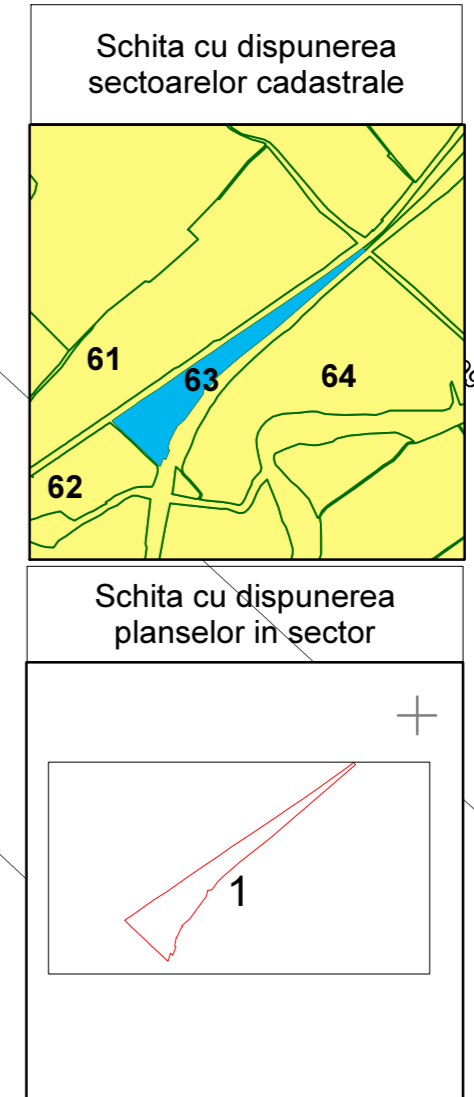 Schita cu dispunerea
sectoarelor cadastrale
61
63
64
62
Schita cu dispunerea
planselor in sector
1